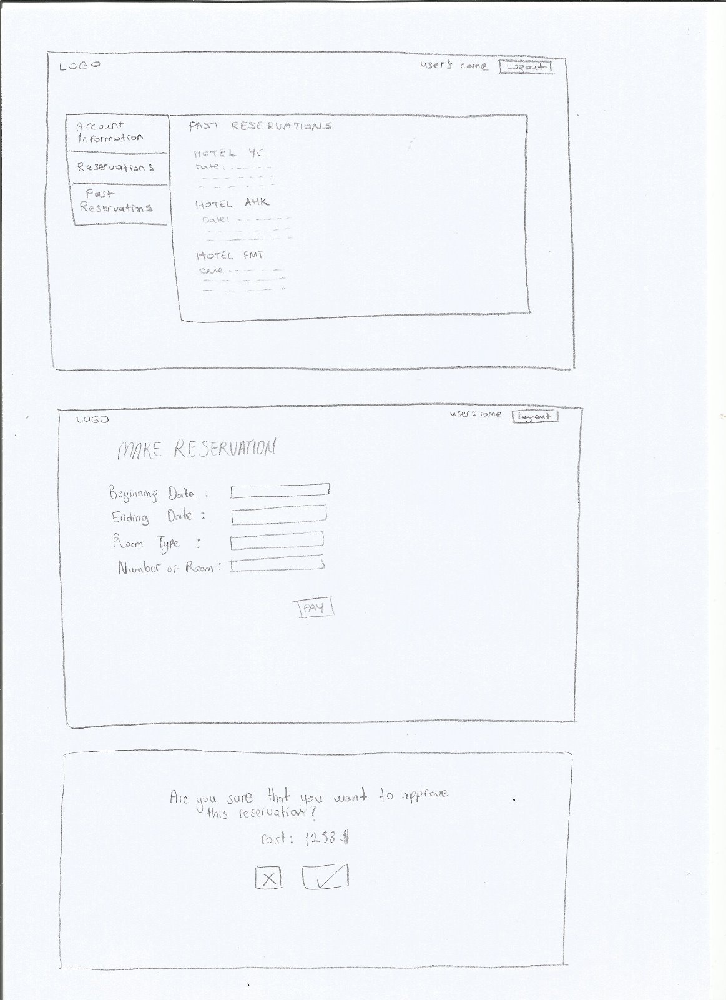 LOGO
user's name Logout
Account
Information
Reservations
Past
Reservations
PAST RESERVATIONS
HOTEL YC
Date:
HOTEL AHK
Date:
HOTEL FMT
Date
LOGO
user's name logout
MAKE RESERVATION
Beginning Date :
Ending Date :
Room Type :
Number of Room :
PAY
Are you sure that you want to approve
this reservation?
cost: 1298 $
X ✓